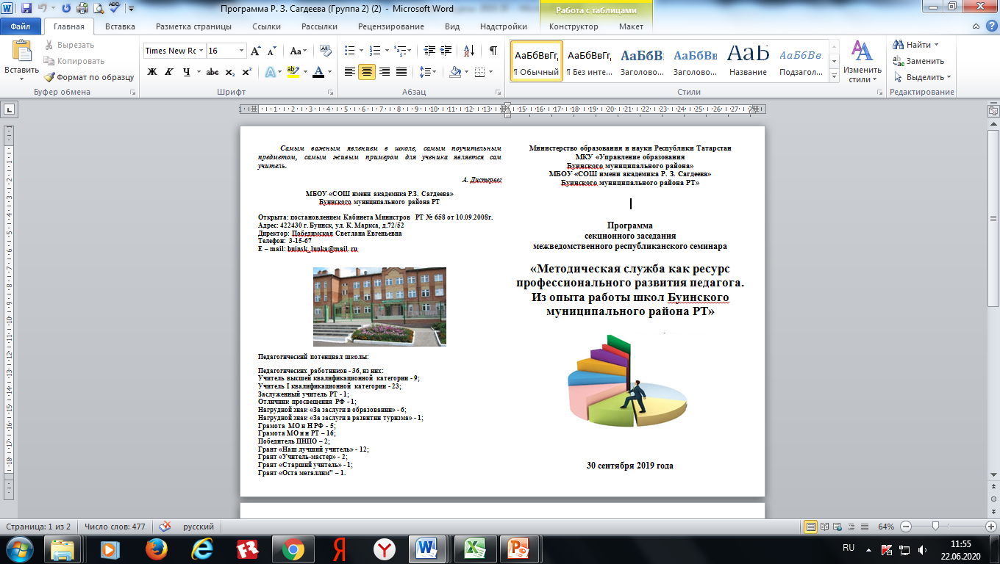 Программа Р. З. Сагдеева (Группа 2) (2) - Microsoft Word
Работа с таблицами
Файл
Главная
Вставка
Разметка страницы
Ссылки
Рассылки
Рецензирование
Вид
Надстройки
Конструктор
Макет
Вставить
Вырезать
Копировать
Формат по образцу
Буфер обмена
Times New Ro
16
Ж К Ч abc x₂ x²
Шрифт
Абзац
АаБбВвГг,
¶ Обычный
АаБбВвГг,
¶ Без инте...
АаБбВ
Заголово...
АаБбВв
Заголово...
АаБ
Название
АаБбВв.
Подзагол...
Изменить
стили
Стили
Найти
Заменить
Выделить
Редактирование
Самым важным явлением в школе, самым поучительным
предметом, самым живым примером для ученика является сам
учитель.
А. Дистервег
МБОУ «СОШ имени академика Р.З. Сагдеева»
Буинского муниципального района РТ
Открыта: постановлением Кабинета Министров РТ № 658 от 10.09.2008г.
Адрес: 422430 г. Буинск, ул. К. Маркса, д.72/52
Директор: Победимская Светлана Евгеньевна
Телефон: 3-15-67
E – mail: buinsk_lunka@mail.ru
Педагогический потенциал школы:
Педагогических работников - 36, из них:
Учитель высшей квалификационной категории - 9;
Учитель I квалификационной категории - 23;
Заслуженный учитель РТ - 1;
Отличник просвещения РФ - 1;
Нагрудной знак «За заслуги в образовании» - 6;
Нагрудной знак «За заслуги в развитии туризма» - 1;
Грамота МО и Н РФ - 5;
Грамота МО и н РТ – 16;
Победитель ПНПО – 2;
Грант «Наш лучший учитель» - 12;
Грант «Учитель-мастер» - 2;
Грант «Старший учитель» - 1;
Грант «Оста мөгаллим” – 1.
Министерство образования и науки Республики Татарстан
МКУ «Управление образования
Буинского муниципального района»
МБОУ «СОШ имени академика Р. З. Сагдеева»
Буинского муниципального района РТ»
Программа
секционного заседания
межведомственного республиканского семинара
«Методическая служба как ресурс
профессионального развития педагога.
Из опыта работы школ Буинского
муниципального района РТ»
30 сентября 2019 года
Страница: 1 из 2
Число слов: 477
русский
64%
RU
11:55
22.06.2020